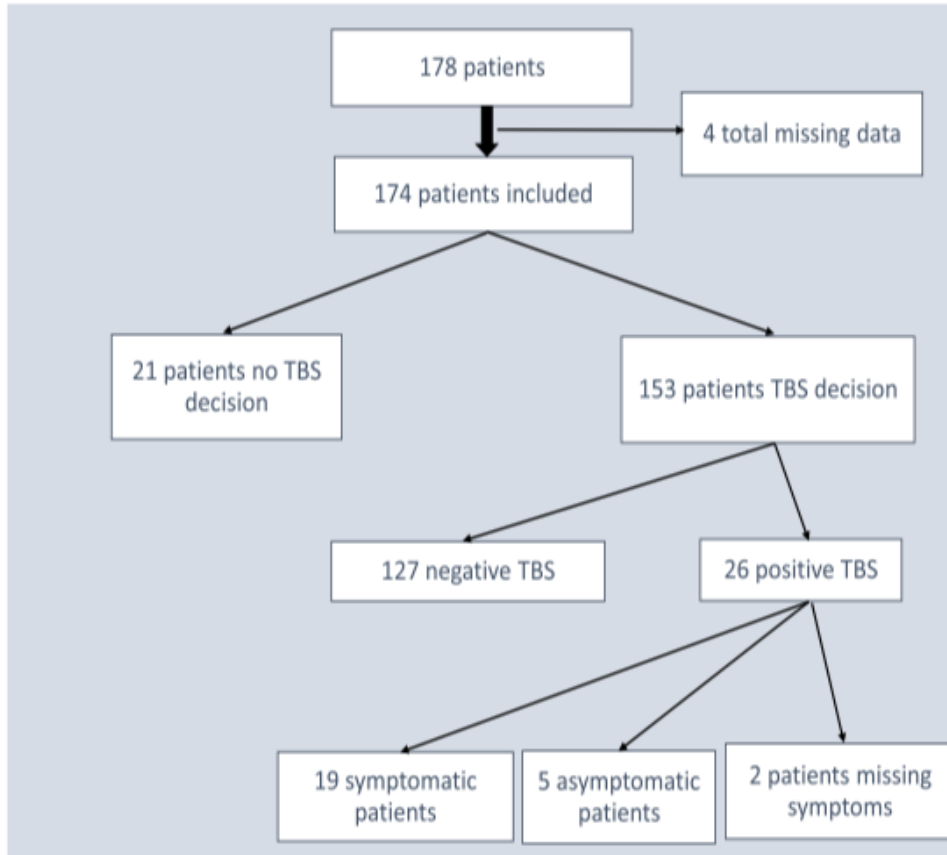 178 patients
4 total missing data
174 patients included
21 patients no TBS
decision
153 patients TBS decision
127 negative TBS
26 positive TBS
19 symptomatic
patients
5 asymptomatic
patients
2 patients missing
symptoms